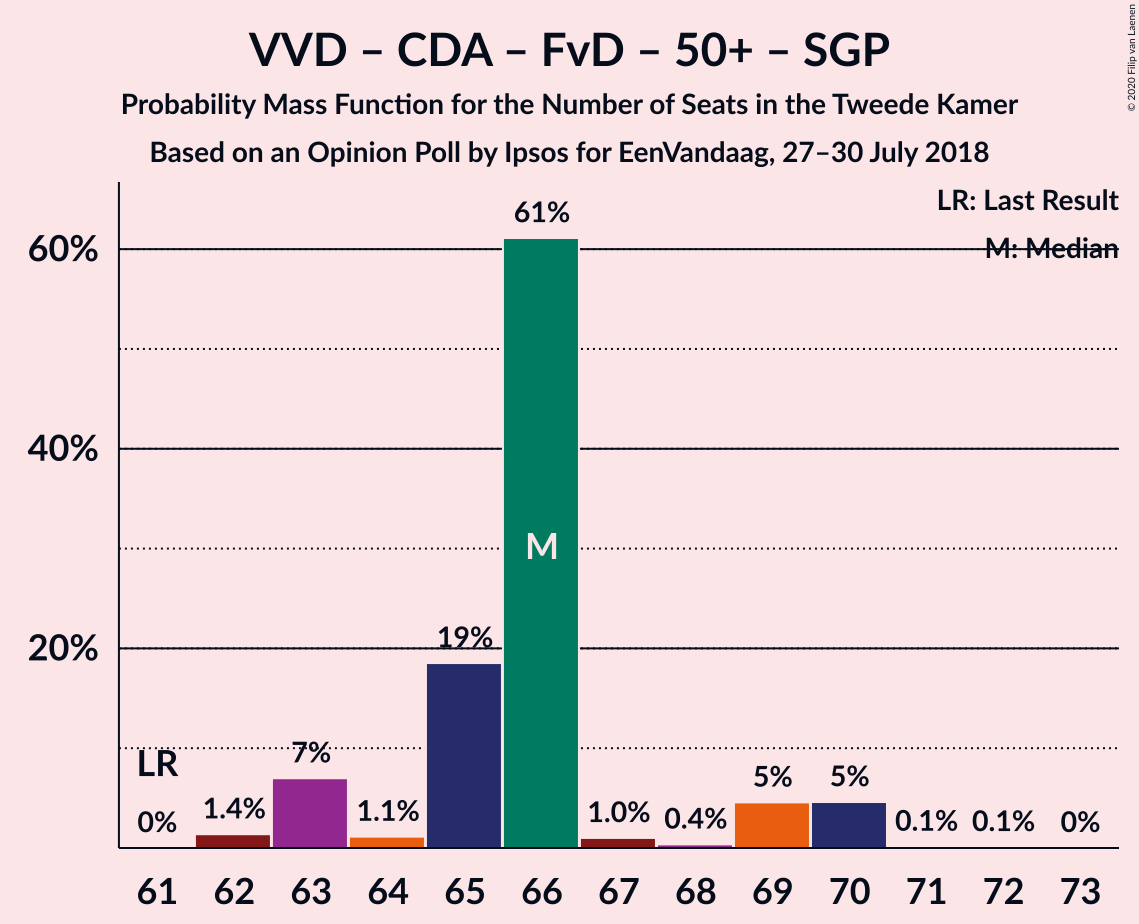 VVD – CDA – FvD – 50+ – SGP
Probability Mass Function for the Number of Seats in the Tweede Kamer
Based on an Opinion Poll by Ipsos for EenVandaag, 27–30 July 2018
© 2020 Filip van Laenen
LR: Last Result
M: Median
60%
40%
20%
61%
M
19%
LR
7%
0%
1.4%
1.1%
1.0%
0.4%
5%
5%
0.1%
0.1%
0%
61 62 63 64 65 66 67 68 69 70 71 72 73